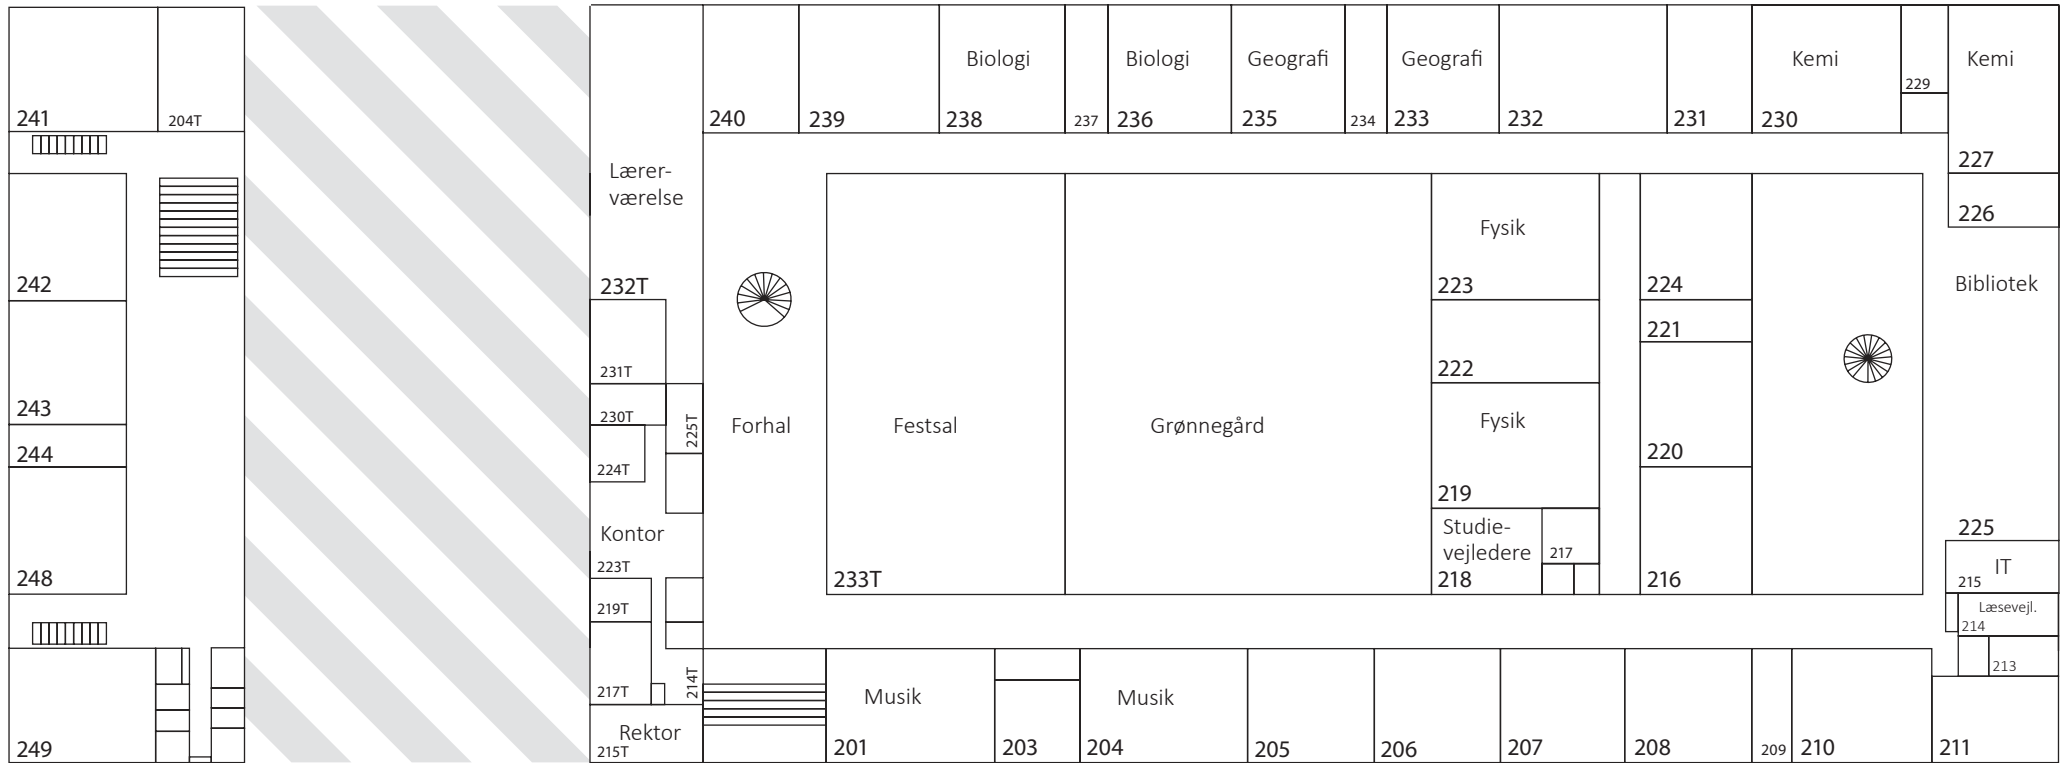 241
204T
242
243
244
248
249
Lærer-
værelse
232T
231T
230T
225T
224T
Kontor
223T
219T
217T
214T
Rektor
215T
240
239
Biologi
238
237
Biologi
236
Geografi
235
234
Geografi
233
232
231
Kemi
230
229
Kemi
227
226
Forhal
Festsal
233T
Grønnegård
Fysik
223
222
Fysik
219
Studie-
vejledere
218
217
224
221
220
216
Bibliotek
225
IT
215
Læsevejl.
214
213
Musik
201
203
Musik
204
205
206
207
208
209
210
211